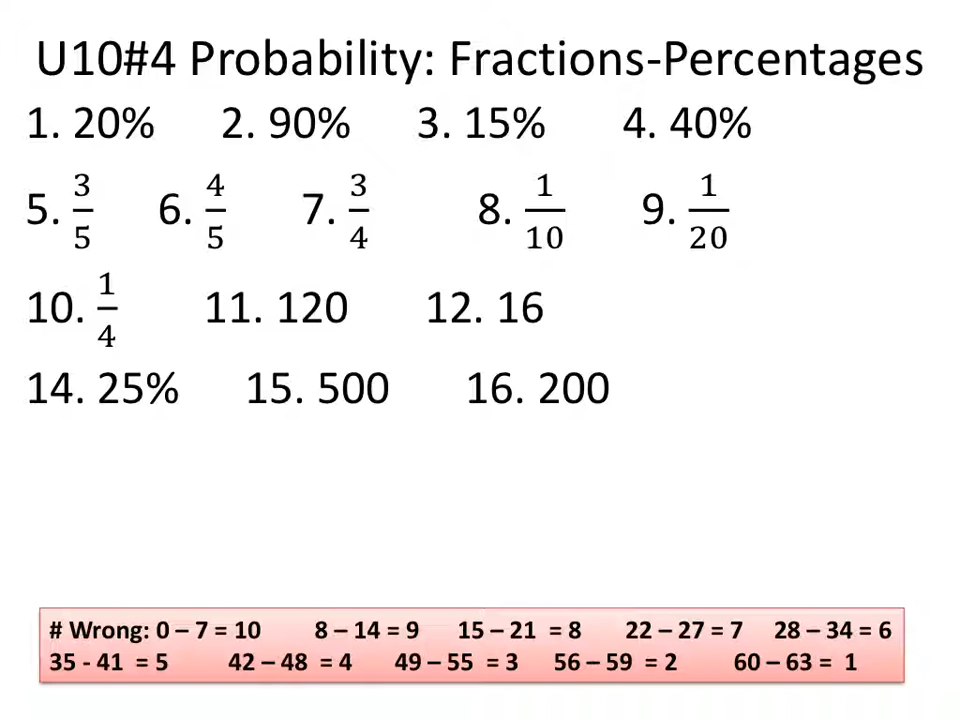 U10#4 Probability: Fractions-Percentages
1. 20% 2. 90% 3. 15% 4. 40%
5. 3/5 6. 4/5 7. 3/4 8. 1/10 9. 1/20
10. 1/4 11. 120 12. 16
14. 25% 15. 500 16. 200
# Wrong: 0 – 7 = 10 8 – 14 = 9 15 – 21 = 8 22 – 27 = 7 28 – 34 = 6
35 - 41 = 5 42 – 48 = 4 49 – 55 = 3 56 – 59 = 2 60 – 63 = 1